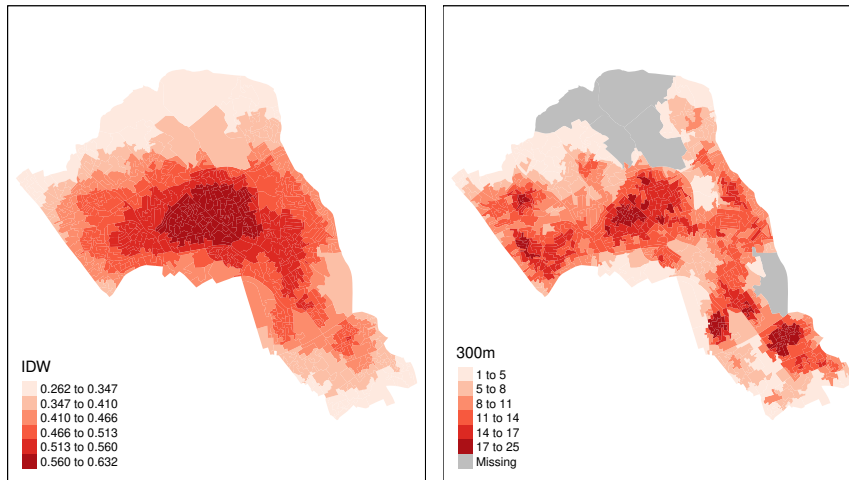 IDW
0.262 to 0.347
0.347 to 0.410
0.410 to 0.466
0.466 to 0.513
0.513 to 0.560
0.560 to 0.632
300m
1 to 5
5 to 8
8 to 11
11 to 14
14 to 17
17 to 25
Missing